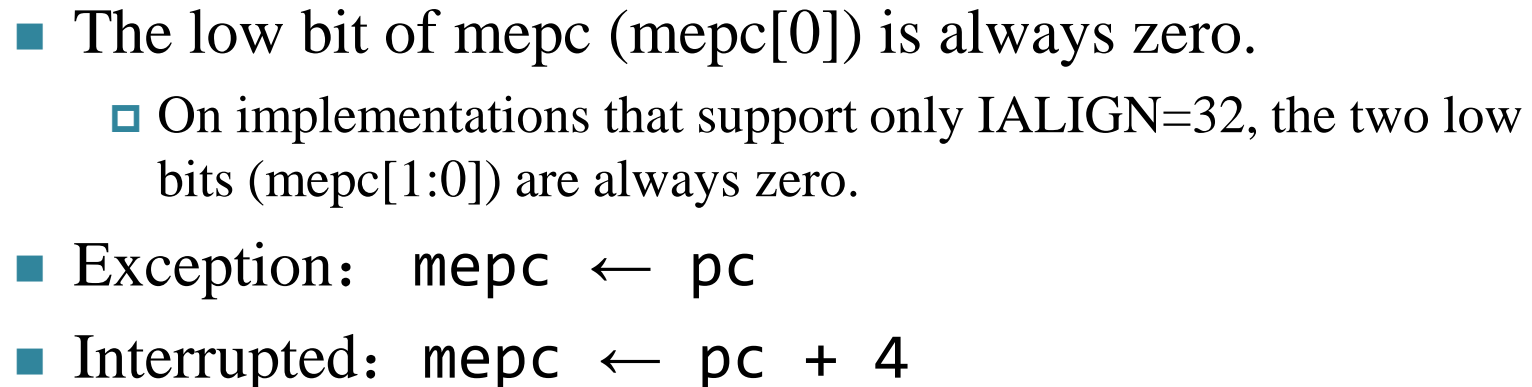 The low bit of mepc (mepc[0]) is always zero.
On implementations that support only IALIGN=32, the two low
bits (mepc[1:0]) are always zero.
Exception： mepc ← pc
Interrupted：mepc ← pc + 4